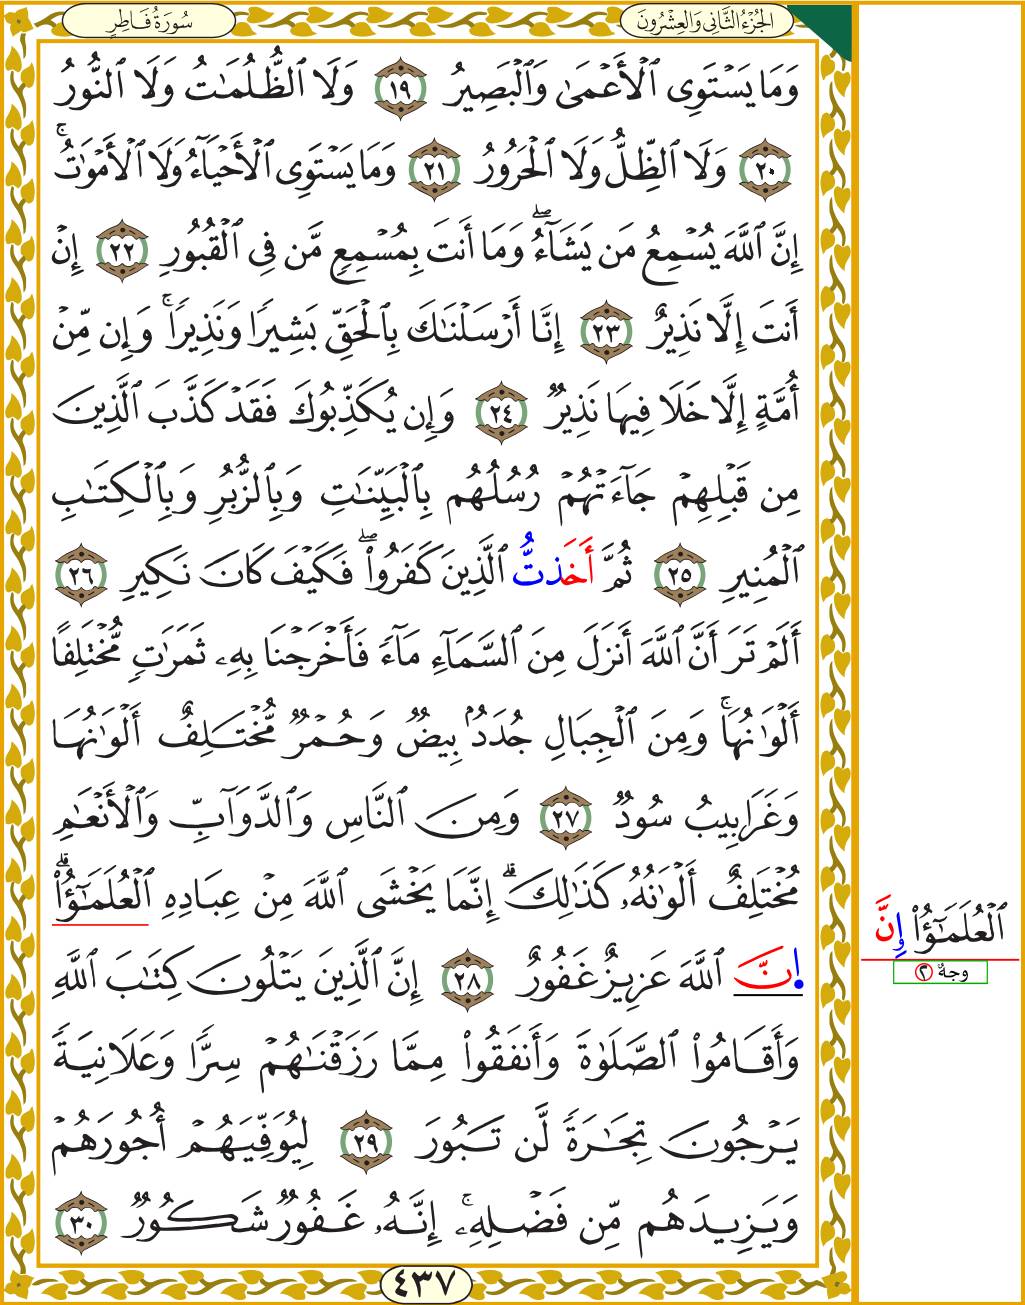 الجُزْءُ الثَّانِي وَالعِشْرُونَ
سُورَةُ فَاطِرٍ
وَمَا يَسْتَوِى ٱلْأَعْمَىٰ وَٱلْبَصِيرُ ١٩ وَلَا ٱلظُّلُمَٰتُ وَلَا ٱلنُّورُ
٢٠ وَلَا ٱلظِّلُّ وَلَا ٱلْحَرُورُ ٢١ وَمَا يَسْتَوِى ٱلْأَحْيَآءُ وَلَا ٱلْأَمْوَٰتُۚ
إِنَّ ٱللَّهَ يُسْمِعُ مَن يَشَآءُۖ وَمَا أَنتَ بِمُسْمِعٍ مَّن فِى ٱلْقُبُورِ ٢٢ إِنْ
أَنتَ إِلَّا نَذِيرٌ ٢٣ إِنَّا أَرْسَلْنَٰكَ بِٱلْحَقِّ بَشِيرًا وَنَذِيرًاۚ وَإِن مِّنْ
أُمَّةٍ إِلَّا خَلَا فِيهَا نَذِيرٌ ٢٤ وَإِن يُكَذِّبُوكَ فَقَدْ كَذَّبَ ٱلَّذِينَ
مِن قَبْلِهِمْ جَآءَتْهُمْ رُسُلُهُم بِٱلْبَيِّنَٰتِ وَبِٱلزُّبُرِ وَبِٱلْكِتَٰبِ
ٱلْمُنِيرِ ٢٥ ثُمَّ أَخَذتُّ ٱلَّذِينَ كَفَرُوا۟ۖ فَكَيْفَ كَانَ نَكِيرِ ٢٦
أَلَمْ تَرَ أَنَّ ٱللَّهَ أَنزَلَ مِنَ ٱلسَّمَآءِ مَآءً فَأَخْرَجْنَا بِهِۦ ثَمَرَٰتٍ مُّخْتَلِفًا
أَلْوَٰنُهَاۚ وَمِنَ ٱلْجِبَالِ جُدَدٌۢ بِيضٌ وَحُمْرٌ مُّخْتَلِفٌ أَلْوَٰنُهَا
وَغَرَابِيبُ سُودٌ ٢٧ وَمِنَ ٱلنَّاسِ وَٱلدَّوَآبِّ وَٱلْأَنْعَٰمِ
مُخْتَلِفٌ أَلْوَٰنُهُۥ كَذَٰلِكَۗ إِنَّمَا يَخْشَى ٱللَّهَ مِنْ عِبَادِهِ ٱلْعُلَمَٰٓؤُا۟ۗ
ٱنَّ ٱللَّهَ عَزِيزٌ غَفُورٌ ٢٨ إِنَّ ٱلَّذِينَ يَتْلُونَ كِتَٰبَ ٱللَّهِ
وَأَقَامُوا۟ ٱلصَّلَوٰةَ وَأَنفَقُوا۟ مِمَّا رَزَقْنَٰهُمْ سِرًّا وَعَلَانِيَةً
يَرْجُونَ تِجَٰرَةً لَّن تَبُورَ ٢٩ لِيُوَفِّيَهُمْ أُجُورَهُمْ
وَيَزِيدَهُم مِّن فَضْلِهِۦۚ إِنَّهُۥ غَفُورٌ شَكُورٌ ٣٠
ٱلْعُلَمَٰٓؤُا۟ وِنَّ
وجهٌ ٢
٤٣٧